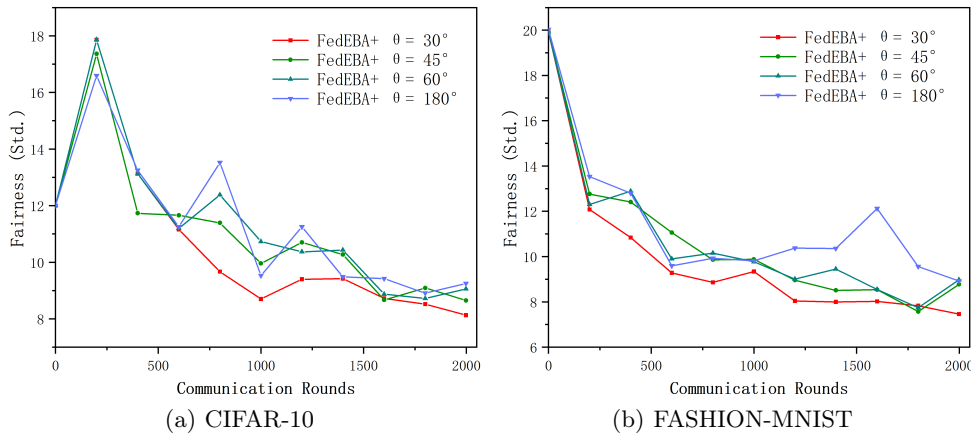 18
16
14
12
10
8
Fairness (Std.)
FedEBA+ θ = 30°
FedEBA+ θ = 45°
FedEBA+ θ = 60°
FedEBA+ θ = 180°
0 500 1000 1500 2000
Communication Rounds
(a) CIFAR-10
20
18
16
14
12
10
8
6
Fairness (Std.)
FedEBA+ θ = 30°
FedEBA+ θ = 45°
FedEBA+ θ = 60°
FedEBA+ θ = 180°
0 500 1000 1500 2000
Communication Rounds
(b) FASHION-MNIST